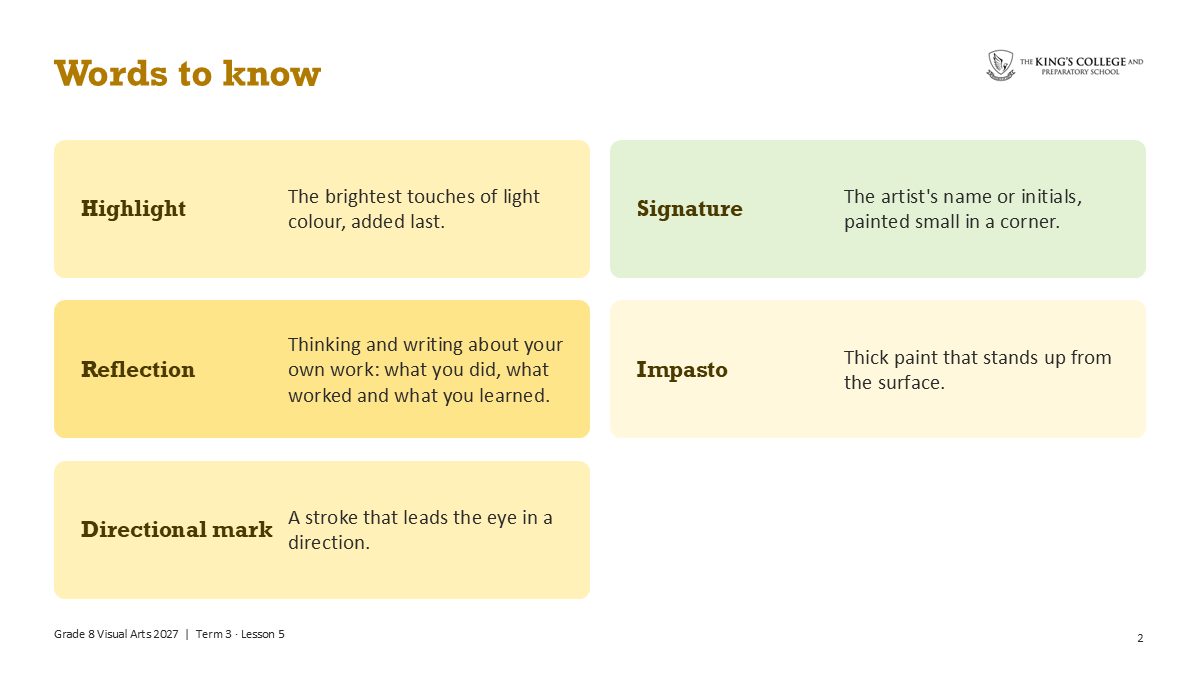 Words to know
THE KING'S COLLEGE AND
PREPARATORY SCHOOL
Highlight
The brightest touches of light
colour, added last.
Signature
The artist's name or initials,
painted small in a corner.
Reflection
Thinking and writing about your
own work: what you did, what
worked and what you learned.
Impasto
Thick paint that stands up from
the surface.
Directional mark
A stroke that leads the eye in a
direction.
Grade 8 Visual Arts 2027 | Term 3 · Lesson 5
2